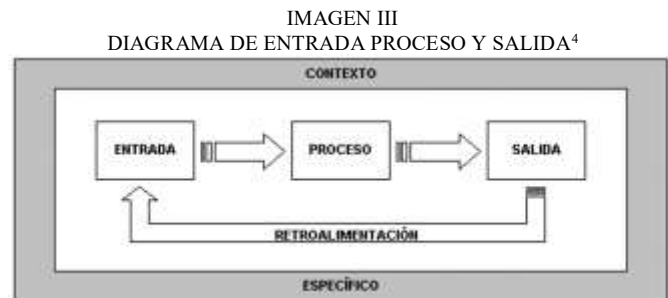 IMAGEN III
DIAGRAMA DE ENTRADA PROCESO Y SALIDA⁴
CONTEXTO
ENTRADA
PROCESO
SALIDA
RETROALIMENTACIÓN
ESPECÍFICO